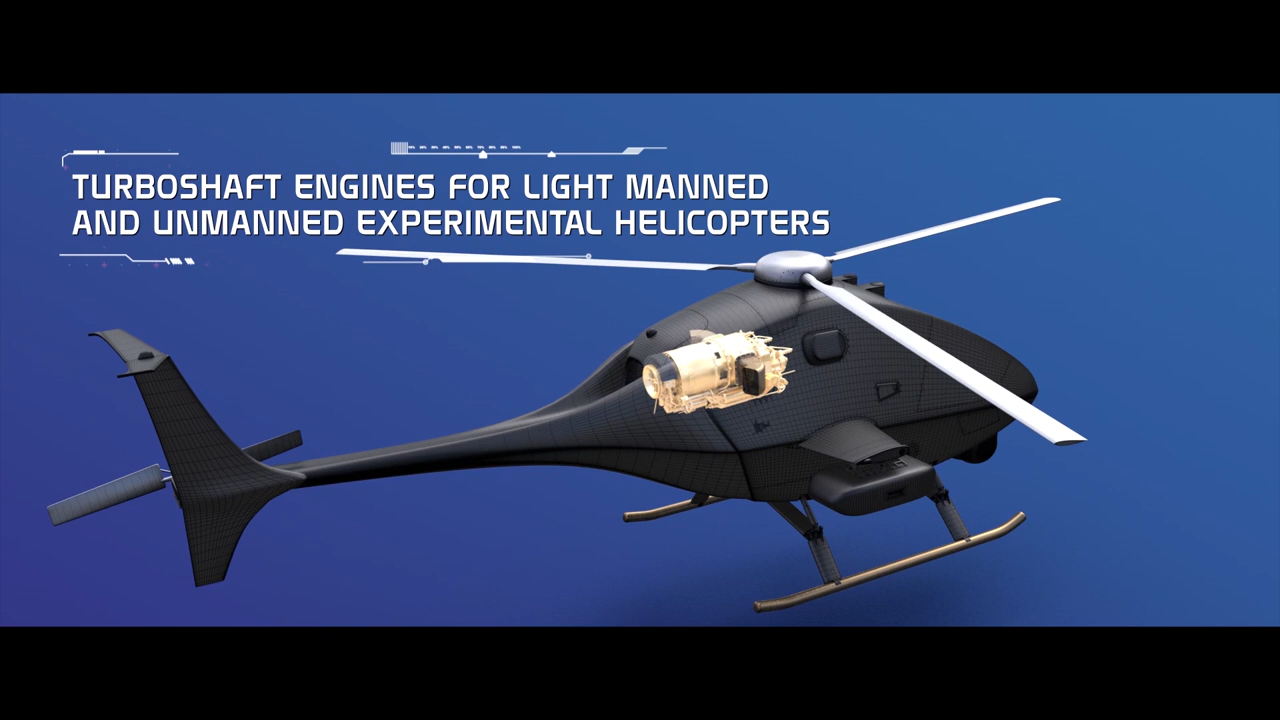 TURBOSHAFT ENGINES FOR LIGHT MANNED
AND UNMANNED EXPERIMENTAL HELICOPTERS